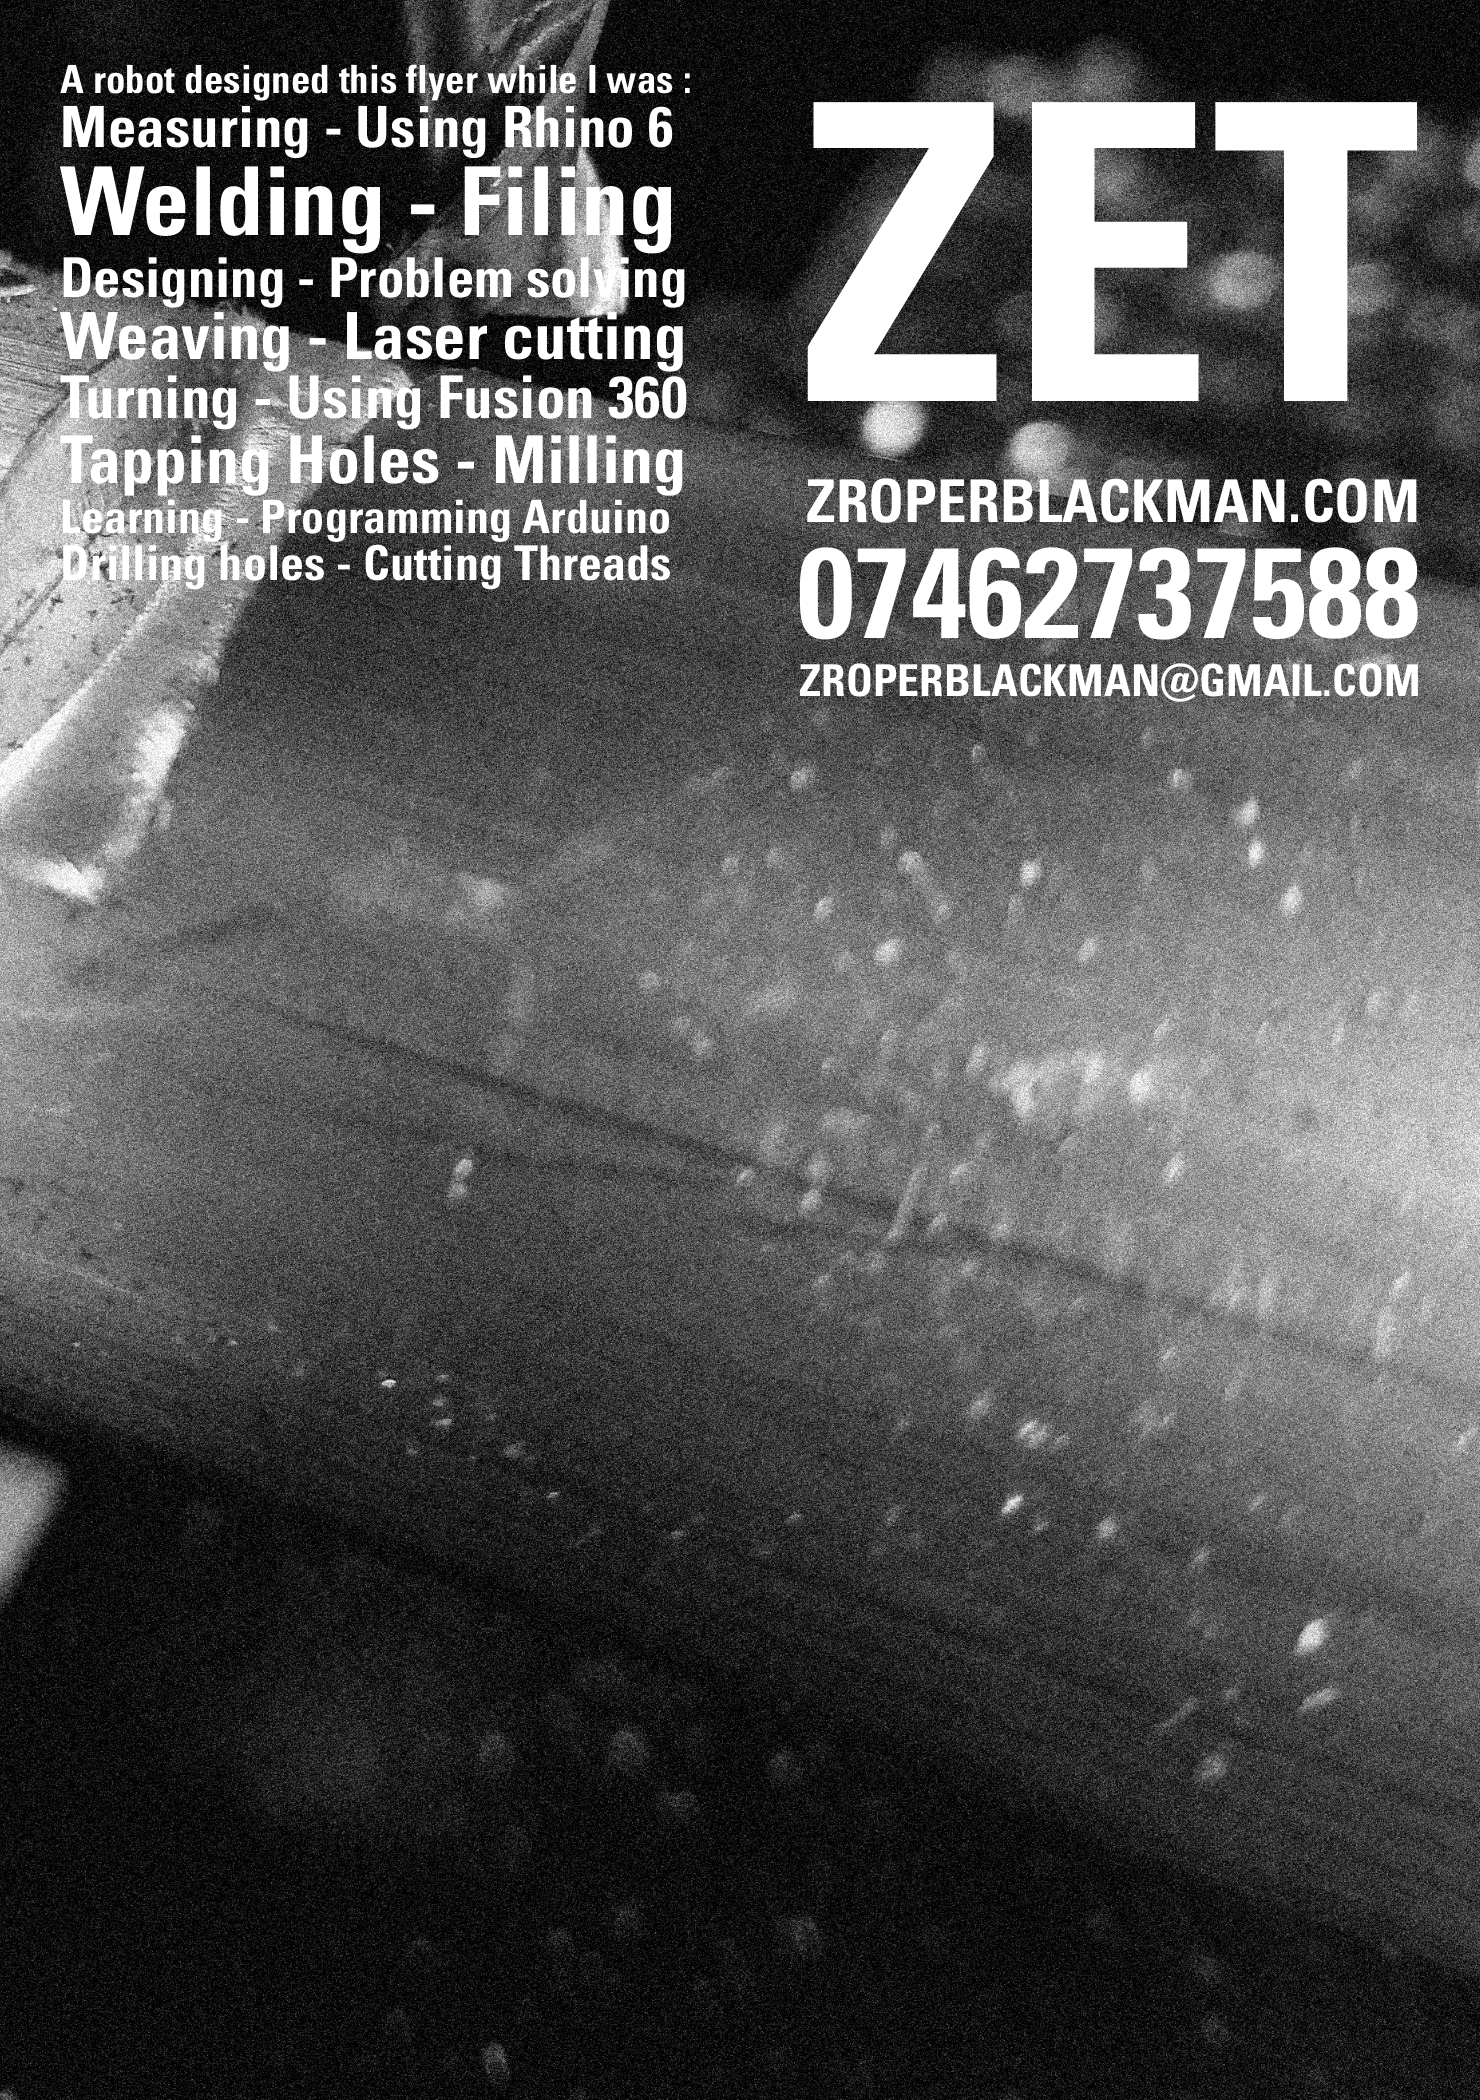 A robot designed this flyer while I was :
Measuring - Using Rhino 6
Welding - Filing
Designing - Problem solving
Weaving - Laser cutting
Turning - Using Fusion 360
Tapping Holes - Milling
Learning - Programming Arduino
Drilling holes - Cutting Threads
ZET
ZROPERBLACKMAN.COM
07462737588
ZROPERBLACKMAN@GMAIL.COM